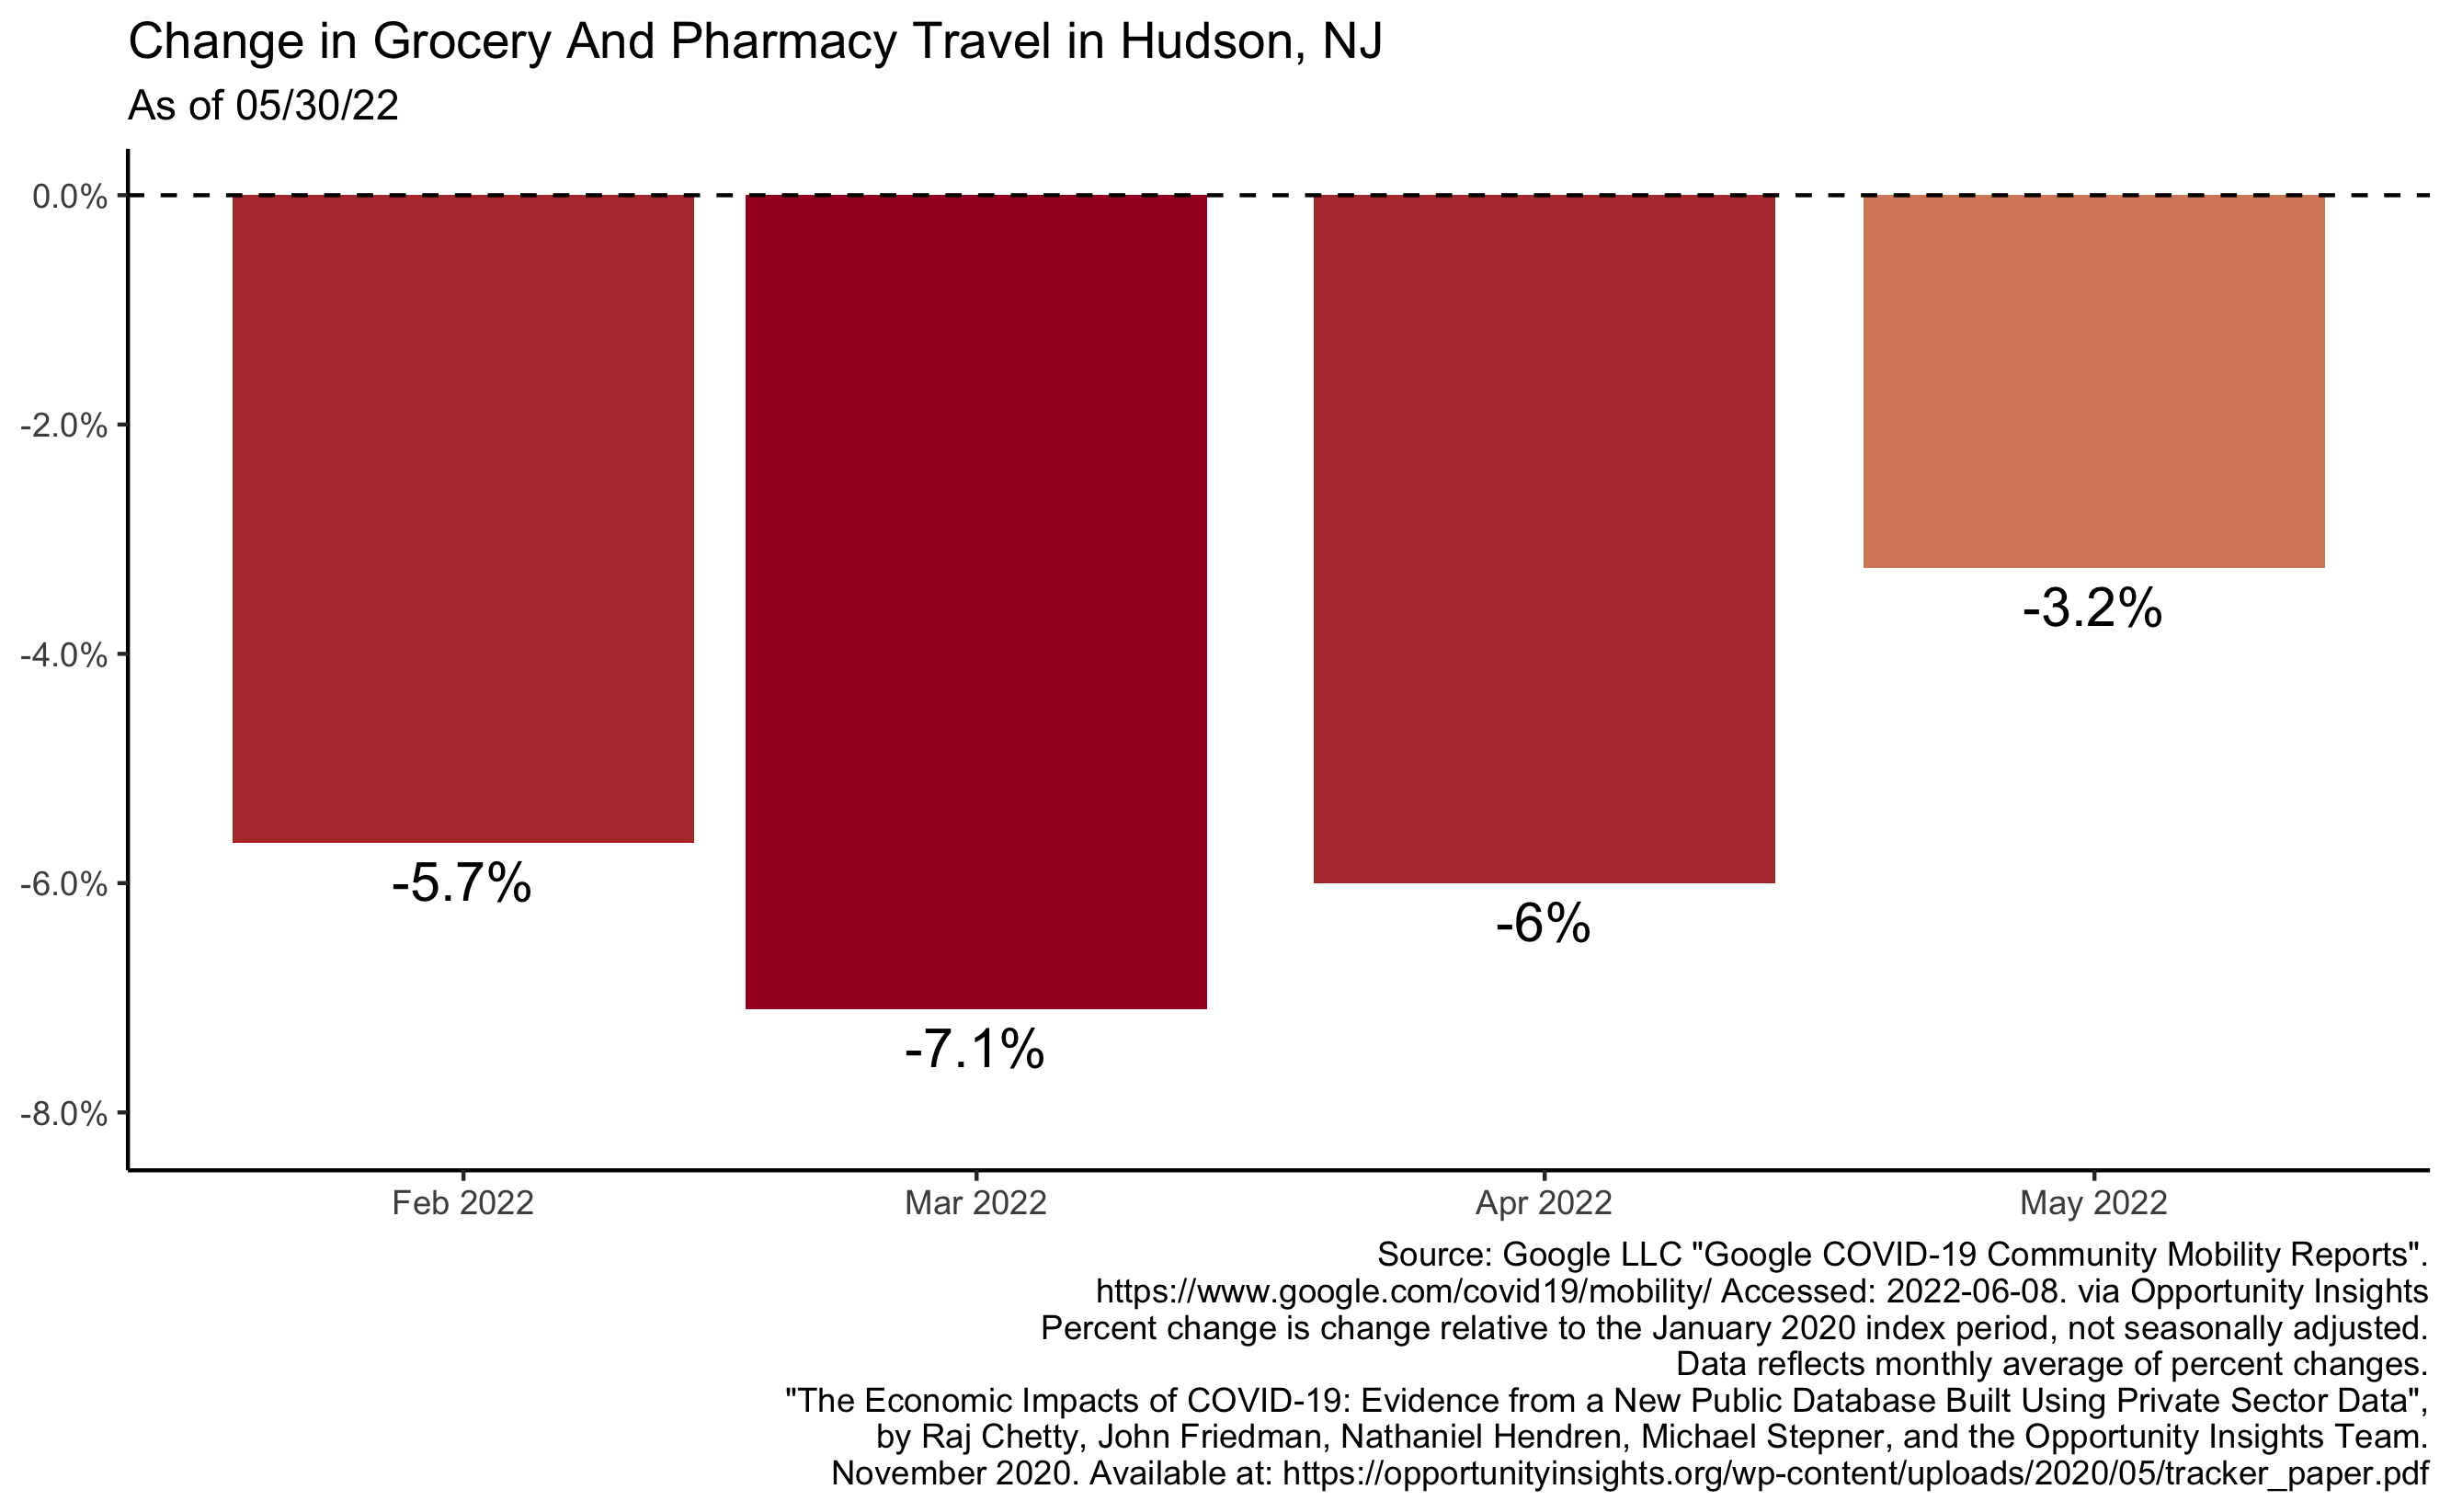 Change in Grocery And Pharmacy Travel in Hudson, NJ
As of 05/30/22
0.0%
-2.0%
-4.0%
-6.0%
-8.0%
-5.7%
-7.1%
-6%
-3.2%
Feb 2022
Mar 2022
Apr 2022
May 2022
Source: Google LLC "Google COVID-19 Community Mobility Reports".
https://www.google.com/covid19/mobility/ Accessed: 2022-06-08. via Opportunity Insights
Percent change is change relative to the January 2020 index period, not seasonally adjusted.
Data reflects monthly average of percent changes.
"The Economic Impacts of COVID-19: Evidence from a New Public Database Built Using Private Sector Data",
by Raj Chetty, John Friedman, Nathaniel Hendren, Michael Stepner, and the Opportunity Insights Team.
November 2020. Available at: https://opportunityinsights.org/wp-content/uploads/2020/05/tracker_paper.pdf